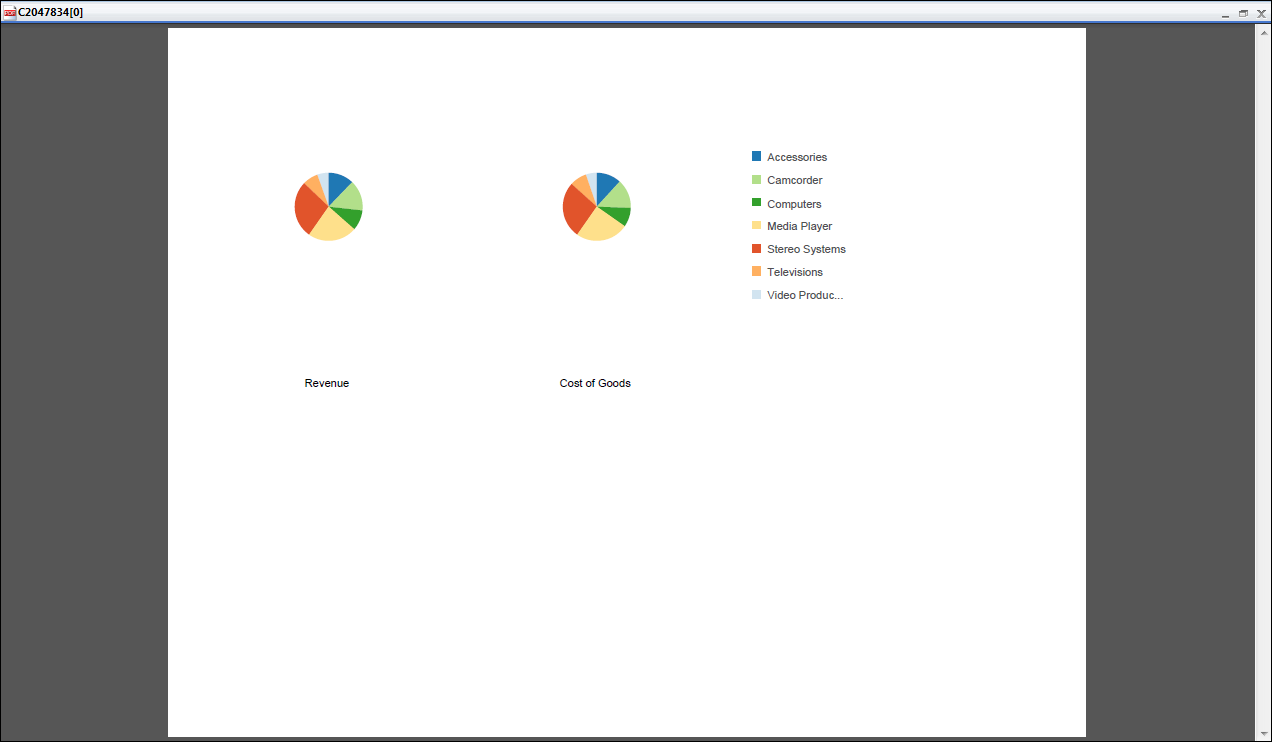 C2047834[0]
Accessories
Camcorder
Computers
Media Player
Stereo Systems
Televisions
Video Produc...
Revenue
Cost of Goods